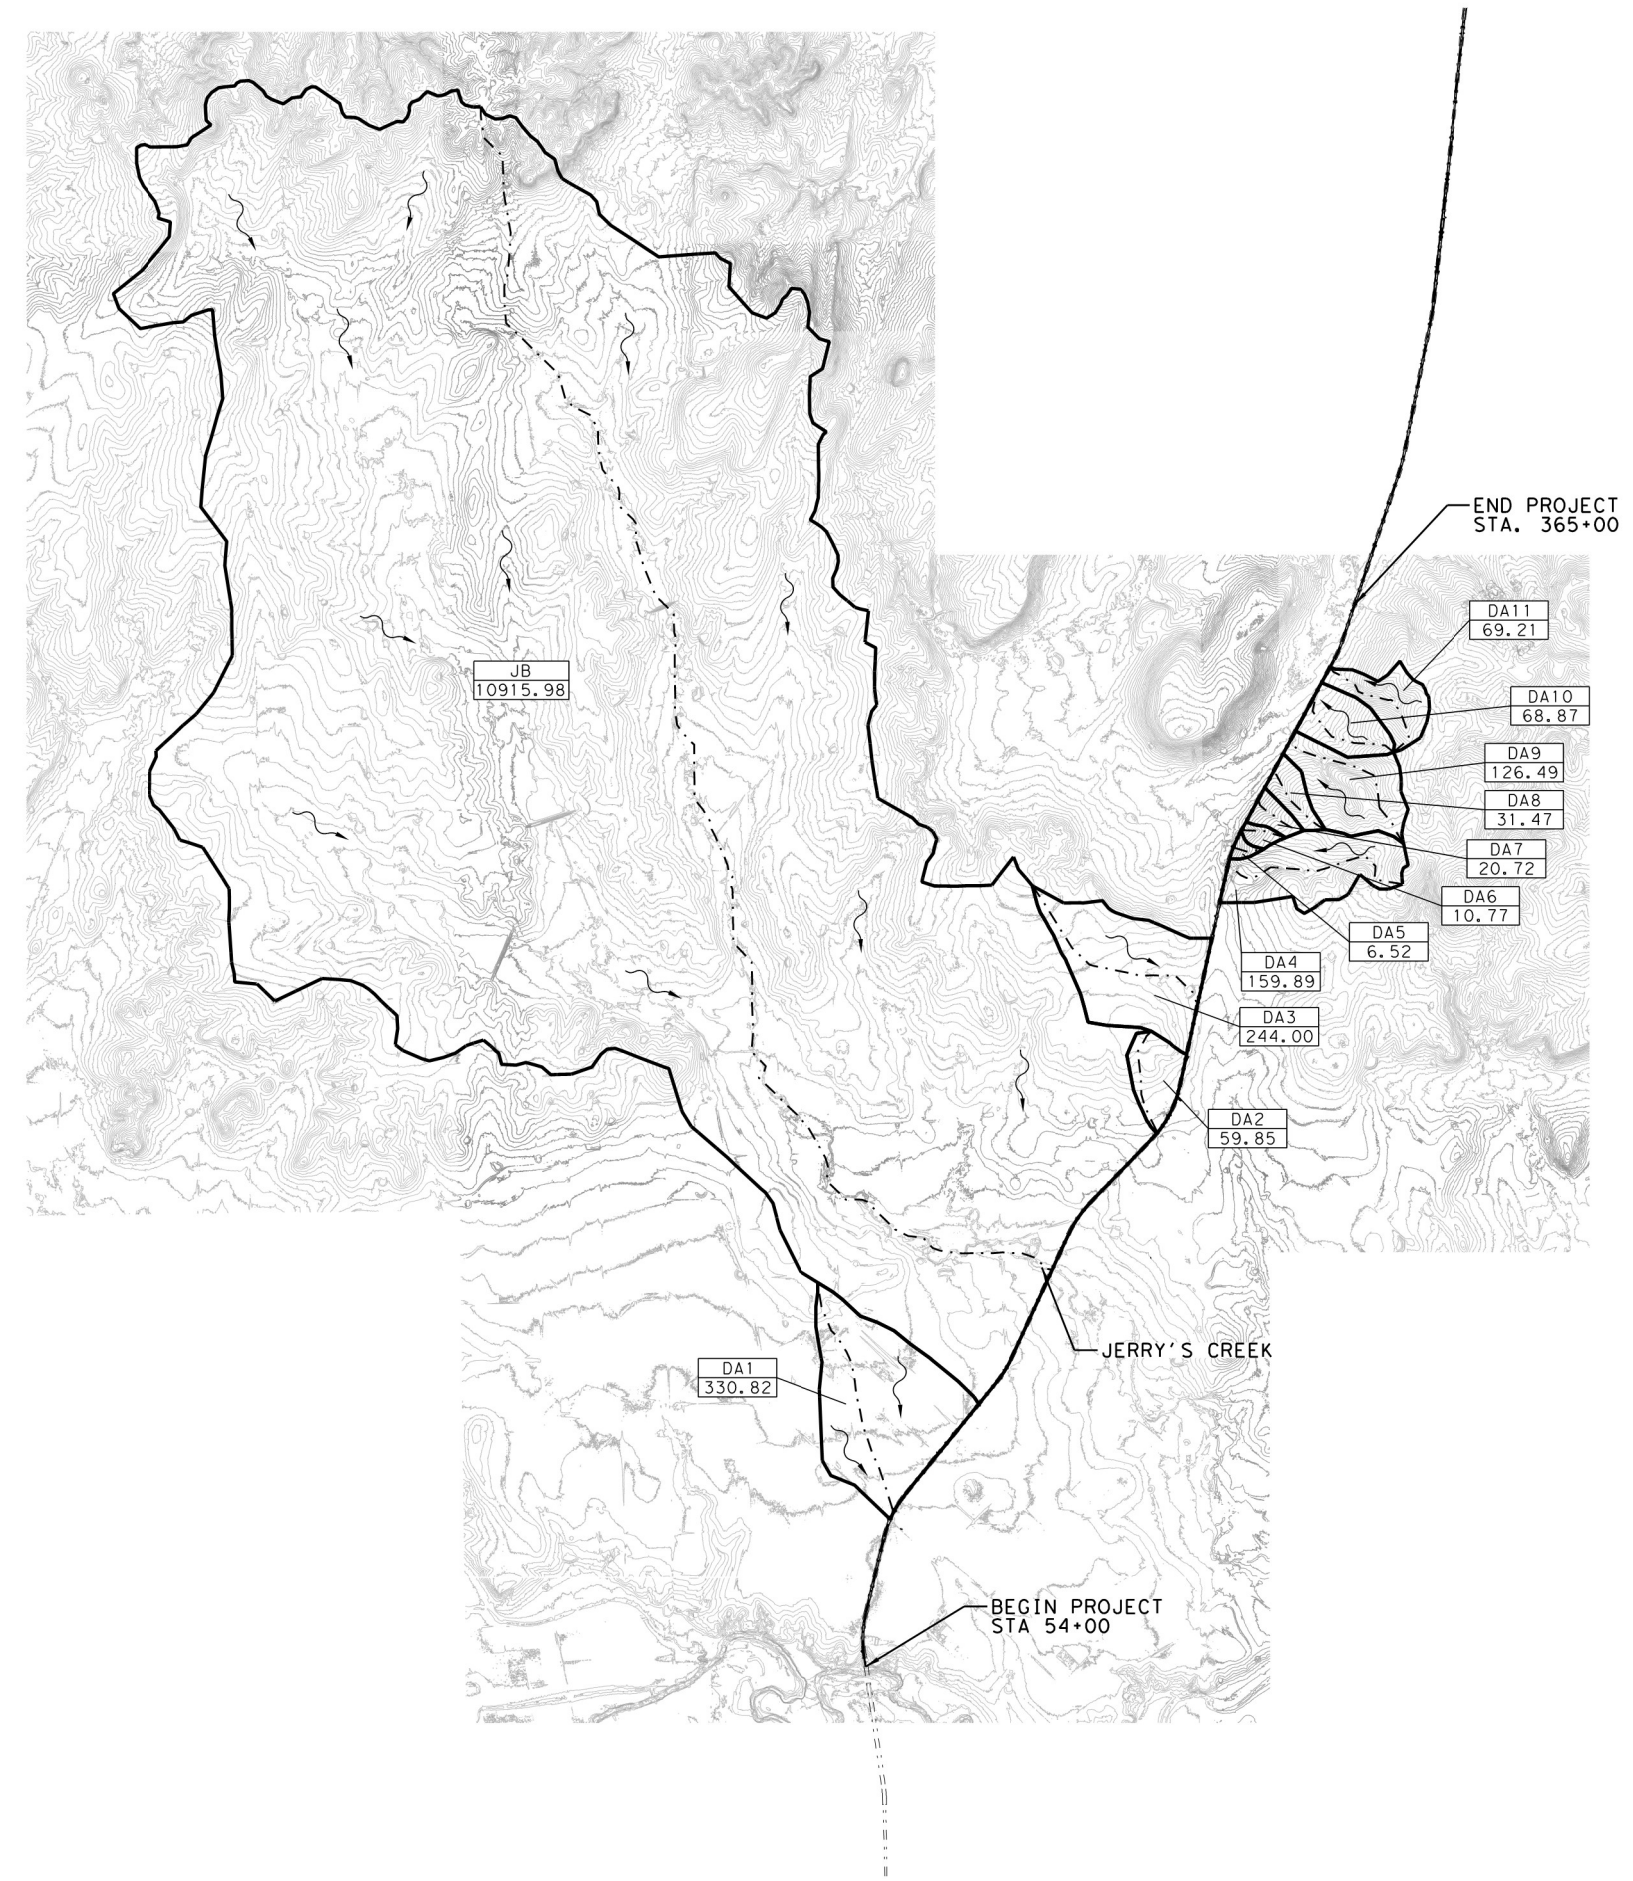 END PROJECT
STA. 365+00
DA11
69.21
JB
10915.98
DA10
68.87
DA9
126.49
DA8
31.47
DA7
20.72
DA6
10.77
DA5
6.52
DA4
159.89
DA3
244.00
DA2
59.85
JERRY'S CREEK
DA1
330.82
BEGIN PROJECT
STA 54+00